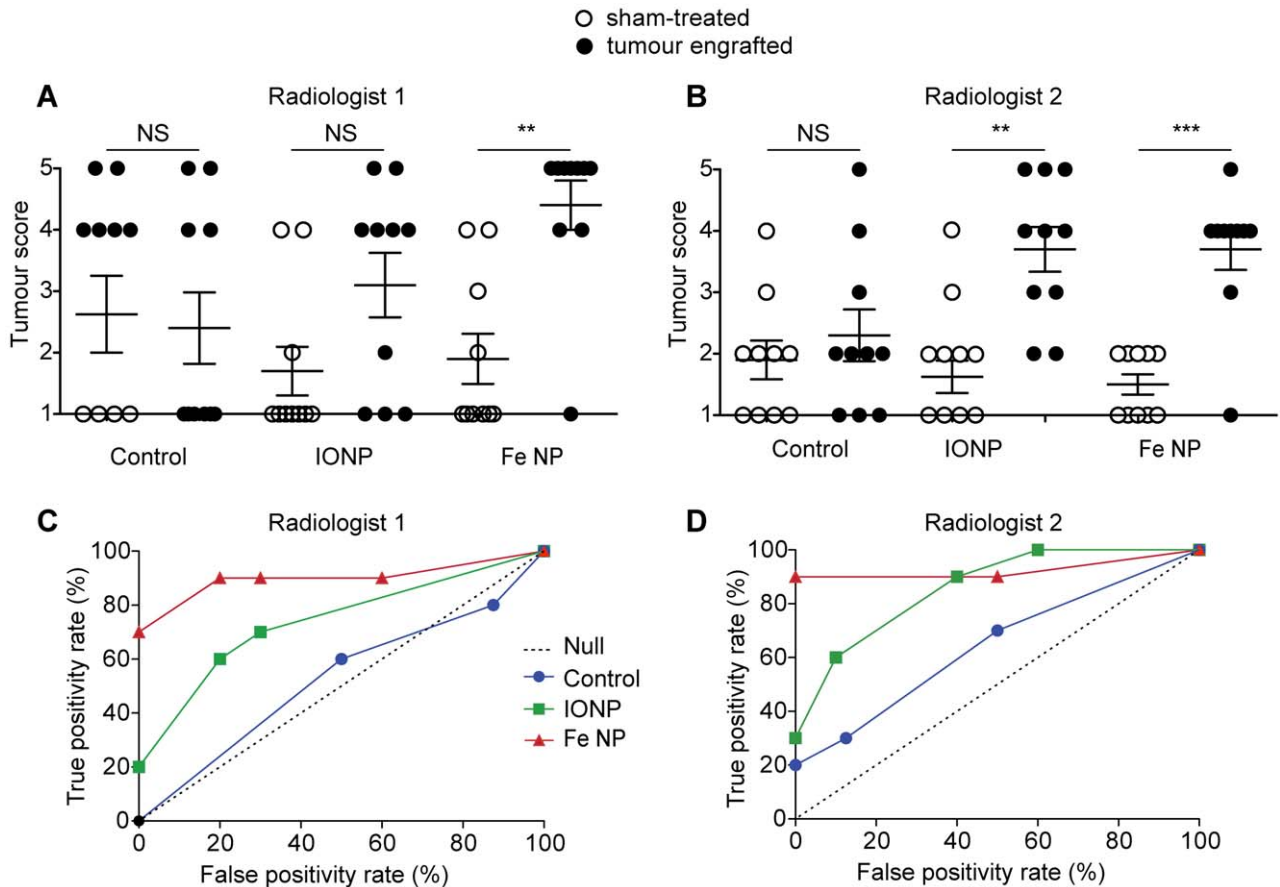 sham-treated
tumour engrafted
A
Radiologist 1
B
Radiologist 2
NS
NS
**
NS
**
***
Tumour score
5
4
3
2
1
Control
IONP
Fe NP
Tumour score
5
4
3
2
1
Control
IONP
Fe NP
C
Radiologist 1
D
Radiologist 2
True positivity rate (%)
100
80
60
40
20
0
0
20
40
60
80
100
False positivity rate (%)
Null
Control
IONP
Fe NP
True positivity rate (%)
100
80
60
40
20
0
0
20
40
60
80
100
False positivity rate (%)